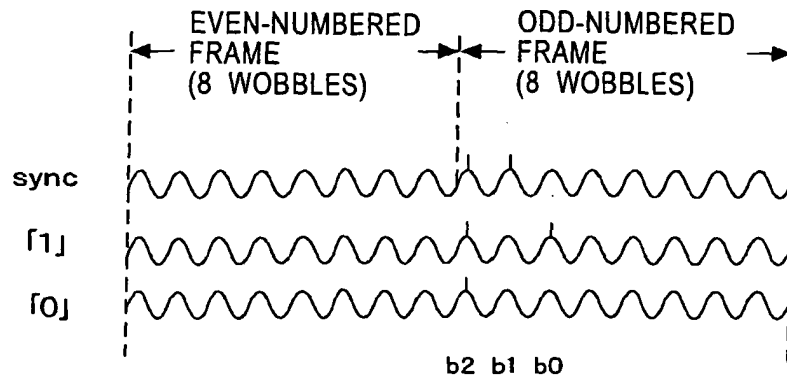 EVEN-NUMBERED
FRAME
(8 WOBBLES)
ODD-NUMBERED
FRAME
(8 WOBBLES)
sync
「1」
「0」
b2 b1 b0